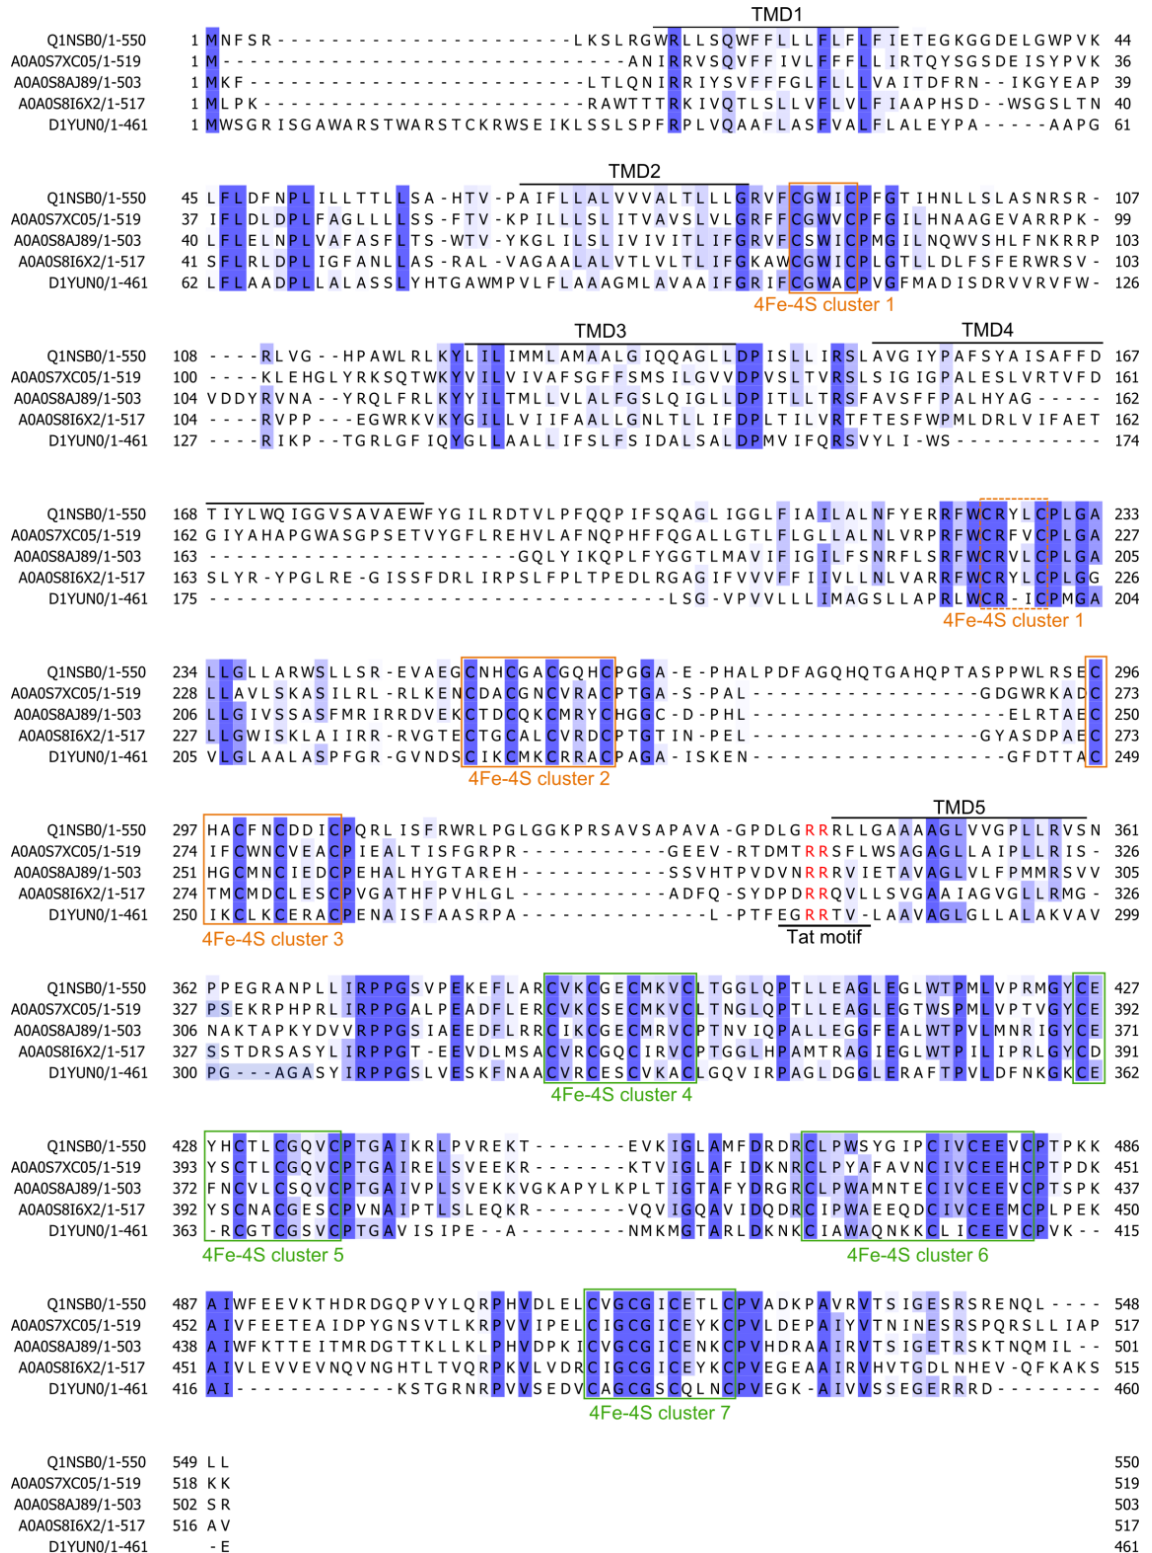 TMD1
Q1NSB0/1-550 1 MNFSR----------------------LKSLRGWRLLSQWFFLLLFLFLFIETEGKGGDELGWPVK 44
A0A0S7XC05/1-519 1 M------------------------------ANIRRVSQVFFIVLFFFLLIRTQYSGSDEISYPVK 36
A0A0S8AJ89/1-503 1 MKF--------------------------LTLQNIRRIYSVFFFGLFLLLVAITDFRN--IKGYEAP 39
A0A0S8I6X2/1-517 1 MLPK------------------------RAWTTTRKIVQTLSLLVFLVLFIAAPHSD--WSGSLTN 40
D1YUN0/1-461 1 MWSGRISGAWARSTWARSTCKRWSEIKLSSLSPFRPLVQAAFLASFVALFLALEYPA-----AAPG 61
TMD2
Q1NSB0/1-550 45 LFLDFNPLILLTTLLSA-HTV-PAIFLLALVVVALTLLLGRVFCGWICPFGTIHNLLSLASNRSR- 107
A0A0S7XC05/1-519 37 IFLDLDPLFAGLLLLSS-FTV-KPILLLSLITVAVSLVLGRFFCGWVCPFGILHNAAGEVARRPK- 99
A0A0S8AJ89/1-503 40 LFLELNPLVAFASFLTS-WTV-YKGLILSLIVIVITLIFGRVFCSWICPMGILNQWVSHLFNKRRP 103
A0A0S8I6X2/1-517 41 SFLRLDPLIGFANLLAS-RAL-VAGAALALVTLVLTLIFGKAWCGWICPLGTLLDLFSFERWRSV- 103
D1YUN0/1-461 62 LFLAADPLLALASSLYHTGAWMPVLFLAAAGMLAVAAIFGRIFCGWACPVGFMADISDRVVRVFW- 126
4Fe-4S cluster 1
TMD3 TMD4
Q1NSB0/1-550 108 ----RLVG--HPAWLRLKYLILIMMLAMAALGIQQAGLLDPISLLIRSLAVGIYPAFSYAISAFFD 167
A0A0S7XC05/1-519 100 ----KLEHGLYRKSQTWKYVILVIVAFSGFFSMSILGVVDPVSLTVRSLSIGIGPALESLVRTVFD 161
A0A0S8AJ89/1-503 104 VDDYRVNA--YRQLFRLKYYILTMLLVLALFGSLQIGLLDPITLLTRSFAVSFFPALHYAG----- 162
A0A0S8I6X2/1-517 104 ----RVPP---EGWRKVKYGILLVIIFAALLGNLTLLIFDPLTILVRTFTESFWPMLDRLVIFAET 162
D1YUN0/1-461 127 ----RIKP--TGRLGFIQYGLLAALLIFSLFSIDALSALDPMVIFQRSVYLI-WS----------- 174
Q1NSB0/1-550 168 TIYLWQIGGVSAVAEWFYGILRDTVLPFQQPIFSQAGLIGGLFIAILALNFYERRFWCRYLCPLGA 233
A0A0S7XC05/1-519 162 GIYAHAPGWASGPSETVYGFLREHVLAFNQPHFFQGALLGTLFLGLLALNLVRPRFWCRFVCPLGA 227
A0A0S8AJ89/1-503 163 -----------------------GQLYIKQPLFYGGTLMAVIFIGILFSNRFLSRFWCRVLCPLGA 205
A0A0S8I6X2/1-517 163 SLYR-YPGLRE-GISSFDRLIRPSLFPLTPEDLRGAGIFVVVFFIIVLLNLVARRFWCRYLCPLGG 226
D1YUN0/1-461 175 ----------------------------------LSG-VPVVLLLLIMAGSLLAPRLWCR-ICPMGA 204
4Fe-4S cluster 1
Q1NSB0/1-550 234 LLGLLARWSLLSR-EVAEGCNHCGACGQHCPGGA-E-PHALPDFAGQHQTGAHQPTASPPWLRSEC 296
A0A0S7XC05/1-519 228 LLAVLSKASILRL-RLKENCDACGNCVRACPTGA-S-PAL-----------------GDGWRKADC 273
A0A0S8AJ89/1-503 206 LLGIVSSASFMRIRRDVEKCTDCQKCMRYCHGGC-D-PHL-------------------ELRTAEC 250
A0A0S8I6X2/1-517 227 LLGWISKLAIIRR-RVGTECTGCALCVRDCPTGTIN-PEL-----------------GYASDPAEC 273
D1YUN0/1-461 205 VLGLAALASPFGR-GVNDSCIKCMKCRRACPAGA-ISKEN-------------------GFDTTAC 249
4Fe-4S cluster 2
TMD5
Q1NSB0/1-550 297 HACFNCDDICPQRLISFRWRLPGLGGKPRSAVSAPAVA-GPDLGRRRLLGAAAAGLVVGPLLRVSN 361
A0A0S7XC05/1-519 274 IFCWNCVEACPIEALTISFGRPR-----------GEEV-RTDMTRRSFLWSAGAGLLAIPLLRIS- 326
A0A0S8AJ89/1-503 251 HGCMNCIEDCPEHALHYGTAREH-----------HSVTPVDVNRRRVIETAVAGLVLFPMMRSVV 305
A0A0S8I6X2/1-517 274 TMCMDCLESCPVGATHFPVHLGL-----------ADFQ-SYDPDRRQVLLSVGAAIAGVGLLRMG- 326
D1YUN0/1-461 250 IKCLKCERACPENAISFAASRPA--------------L-PTFEGRRTV-LAAVAGLGLLALAKVAV 299
4Fe-4S cluster 3 Tat motif
Q1NSB0/1-550 362 PPEGRANPLLIRPPGSVPEKEFLARCVKCGECMKVCLTGGLQPTLLEAGLEGLWTPMLVPRMGYCE 427
A0A0S7XC05/1-519 327 PSEKRPHPRLIRPPGALPEADFLERCVKCSECMKVCLTNGLQPTLLEAGLEGTWSPMLVPTVGYCE 392
A0A0S8AJ89/1-503 306 NAKTAPKYDVVRPPGSIAEEDFLRRCIKCGECMRVCPTNVIQPALLEGGFEALWTPVLMNRIGYCE 371
A0A0S8I6X2/1-517 327 SSTDRSASYLIRPPGT-EEVDLMSACVRCGQCIRVCPTGGLHPAMTRAGIEGLWTPILIPRLGYCD 391
D1YUN0/1-461 300 PG---AGASYIRPPGSLVESKFNAACVRCESCVKACLGQVIRPAGLDGGLERAFTPVLDFNKGKCE 362
4Fe-4S cluster 4
Q1NSB0/1-550 428 YHCTLCGQVCPTGAIKRLPVREKT-------EVKIGLAMFDRDRCLPWSYGIPCIVCEEVCPTPKK 486
A0A0S7XC05/1-519 393 YSCTLCGQVCPTGAIRELSVEEKR-------KTVIGLAFIDKNRCLPYAFAVNCIVCEEHCPTPDK 451
A0A0S8AJ89/1-503 372 FNCVLCSQVCPTGAIVPLSVEKKVGKAPYLKPLTIGTAFYDRGRCLPWAMNTECIVCEEVCPTSPK 437
A0A0S8I6X2/1-517 392 YSCNACGESCPVNAIPTLSLEQKR-------VQVIGQAVIDQDRCIPWAEEQDCIVCEEMCPLPEK 450
D1YUN0/1-461 363 -RCGTCGSVCPTGAVISIPE--A--------NMKMGTARLDKNKCIAWAQNKKCLICEEVCPVK-- 415
4Fe-4S cluster 5 4Fe-4S cluster 6
Q1NSB0/1-550 487 AIWFEEVKTHDRDGQPVYLQRPHVDLELCVGCGICETLCPVADKPAVRVTSIGESRSRENQL---- 548
A0A0S7XC05/1-519 452 AIVFEETEAIDPYGNSVTLKRPVVIPELCIGCGICEYKCPVLDEPAIYVTNINESRSPQRSLLIAP 517
A0A0S8AJ89/1-503 438 AIWFKTTEITMRDGTTKLLKLPHVDPKICVGCGICEYKCPVHDRAAIRVTSIGETRSKTNQMIL-- 501
A0A0S8I6X2/1-517 451 AIVLEVVEVNQVNGHTLTVQRPKVLVDRCIGCGICEYKCPVEGEAAIRVHVTGDLNHEV-QFKAKS 515
D1YUN0/1-461 416 AI------------KSTGRNRPVVSEDVCAGCGSCQLNCPVEGK-AIVVSSEGERRRD-------- 460
4Fe-4S cluster 7
Q1NSB0/1-550 549 LL 550
A0A0S7XC05/1-519 518 KK 519
A0A0S8AJ89/1-503 502 SR 503
A0A0S8I6X2/1-517 516 AV 517
D1YUN0/1-461 -E 461